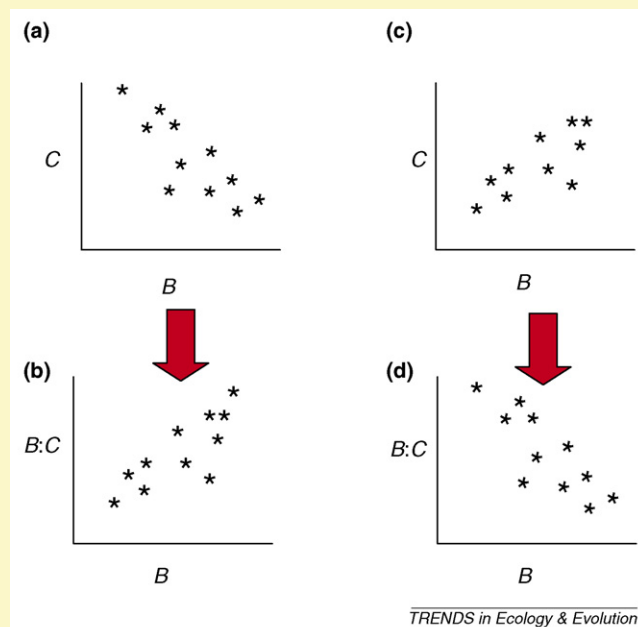 (a)
C
B
(c)
C
B
(b)
B:C
B
(d)
B:C
B
TRENDS in Ecology & Evolution